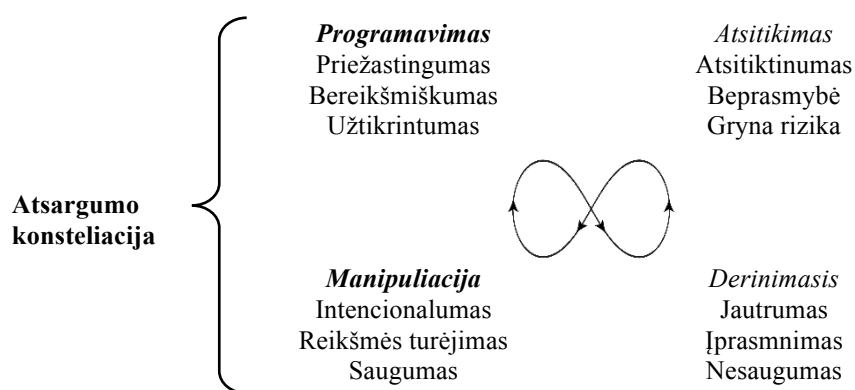 Programavimas
Priežastingumas
Bereikšmiškumas
Užtikrintumas
Atsitikimas
Atsitiktinumas
Beprasmybė
Gryna rizika
Atsargumo
konsteliacija
Manipuliacija
Intencionalumas
Reikšmės turėjimas
Saugumas
Derinimasis
Jautrumas
Įprasmnimas
Nesaugumas